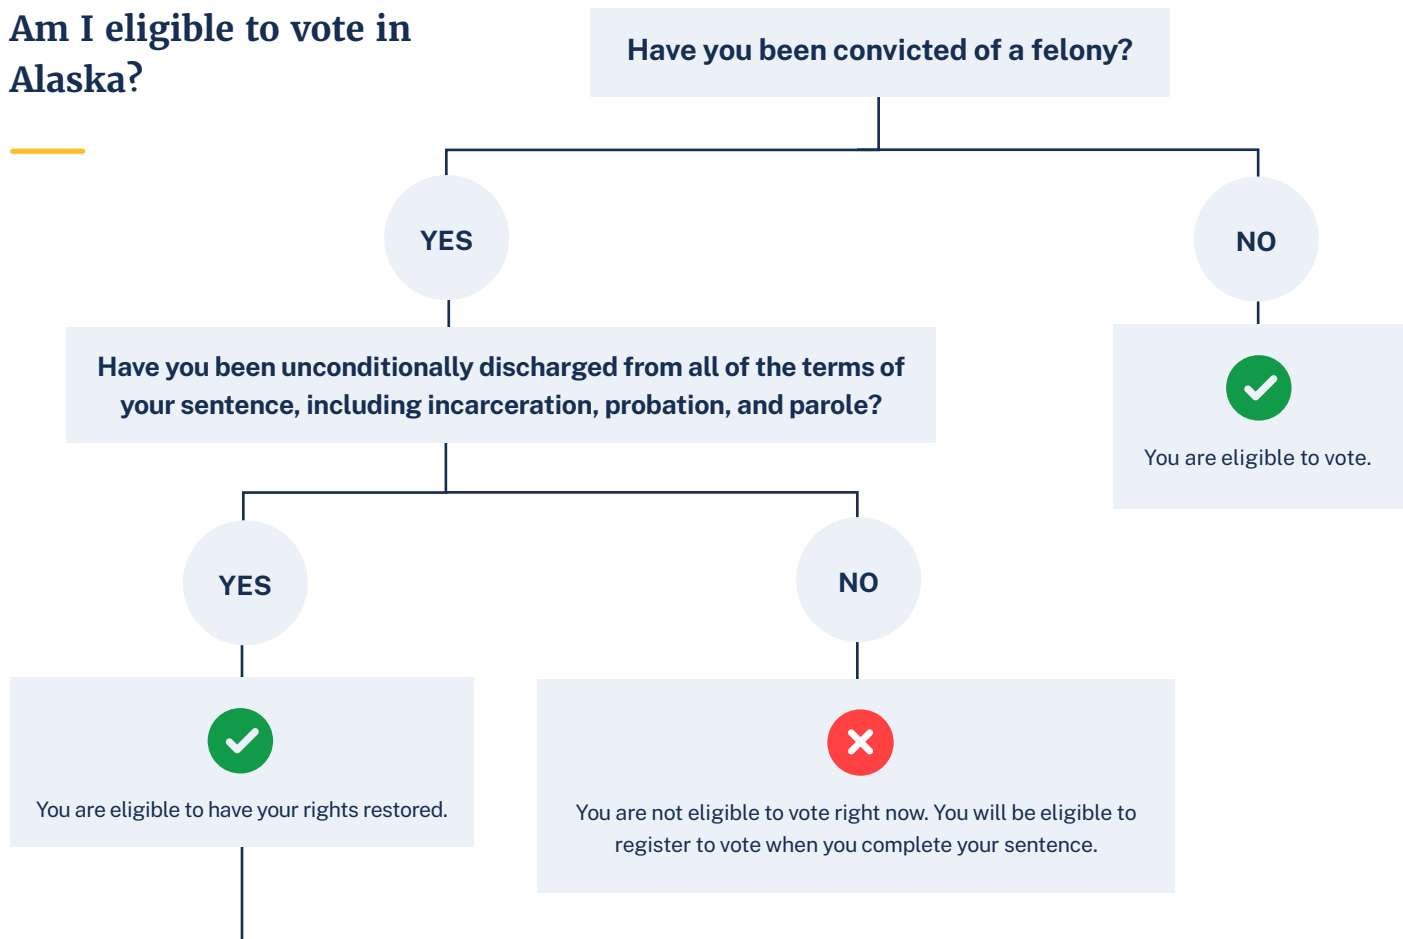 Am I eligible to vote in
Alaska?
Have you been convicted of a felony?
YES
NO
Have you been unconditionally discharged from all of the terms of
your sentence, including incarceration, probation, and parole?
You are eligible to vote.
YES
NO
You are eligible to have your rights restored.
You are not eligible to vote right now. You will be eligible to
register to vote when you complete your sentence.